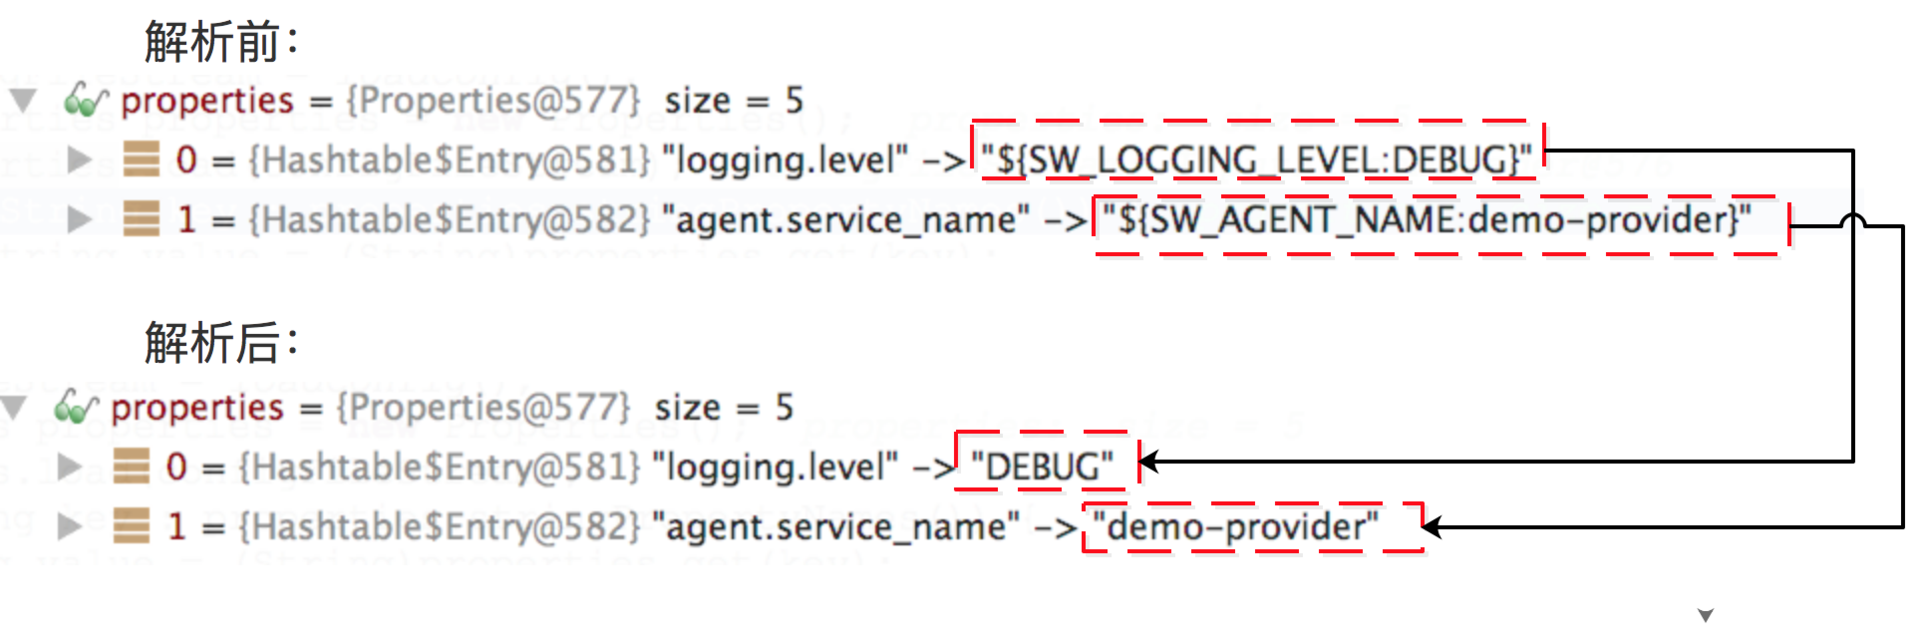 解析前：
properties = {Properties@577} size = 5
0 = {Hashtable$Entry@581} "logging.level" -> "${SW_LOGGING_LEVEL:DEBUG}"
1 = {Hashtable$Entry@582} "agent.service_name" -> "${SW_AGENT_NAME:demo-provider}"
解析后：
properties = {Properties@577} size = 5
0 = {Hashtable$Entry@581} "logging.level" -> "DEBUG"
1 = {Hashtable$Entry@582} "agent.service_name" -> "demo-provider"